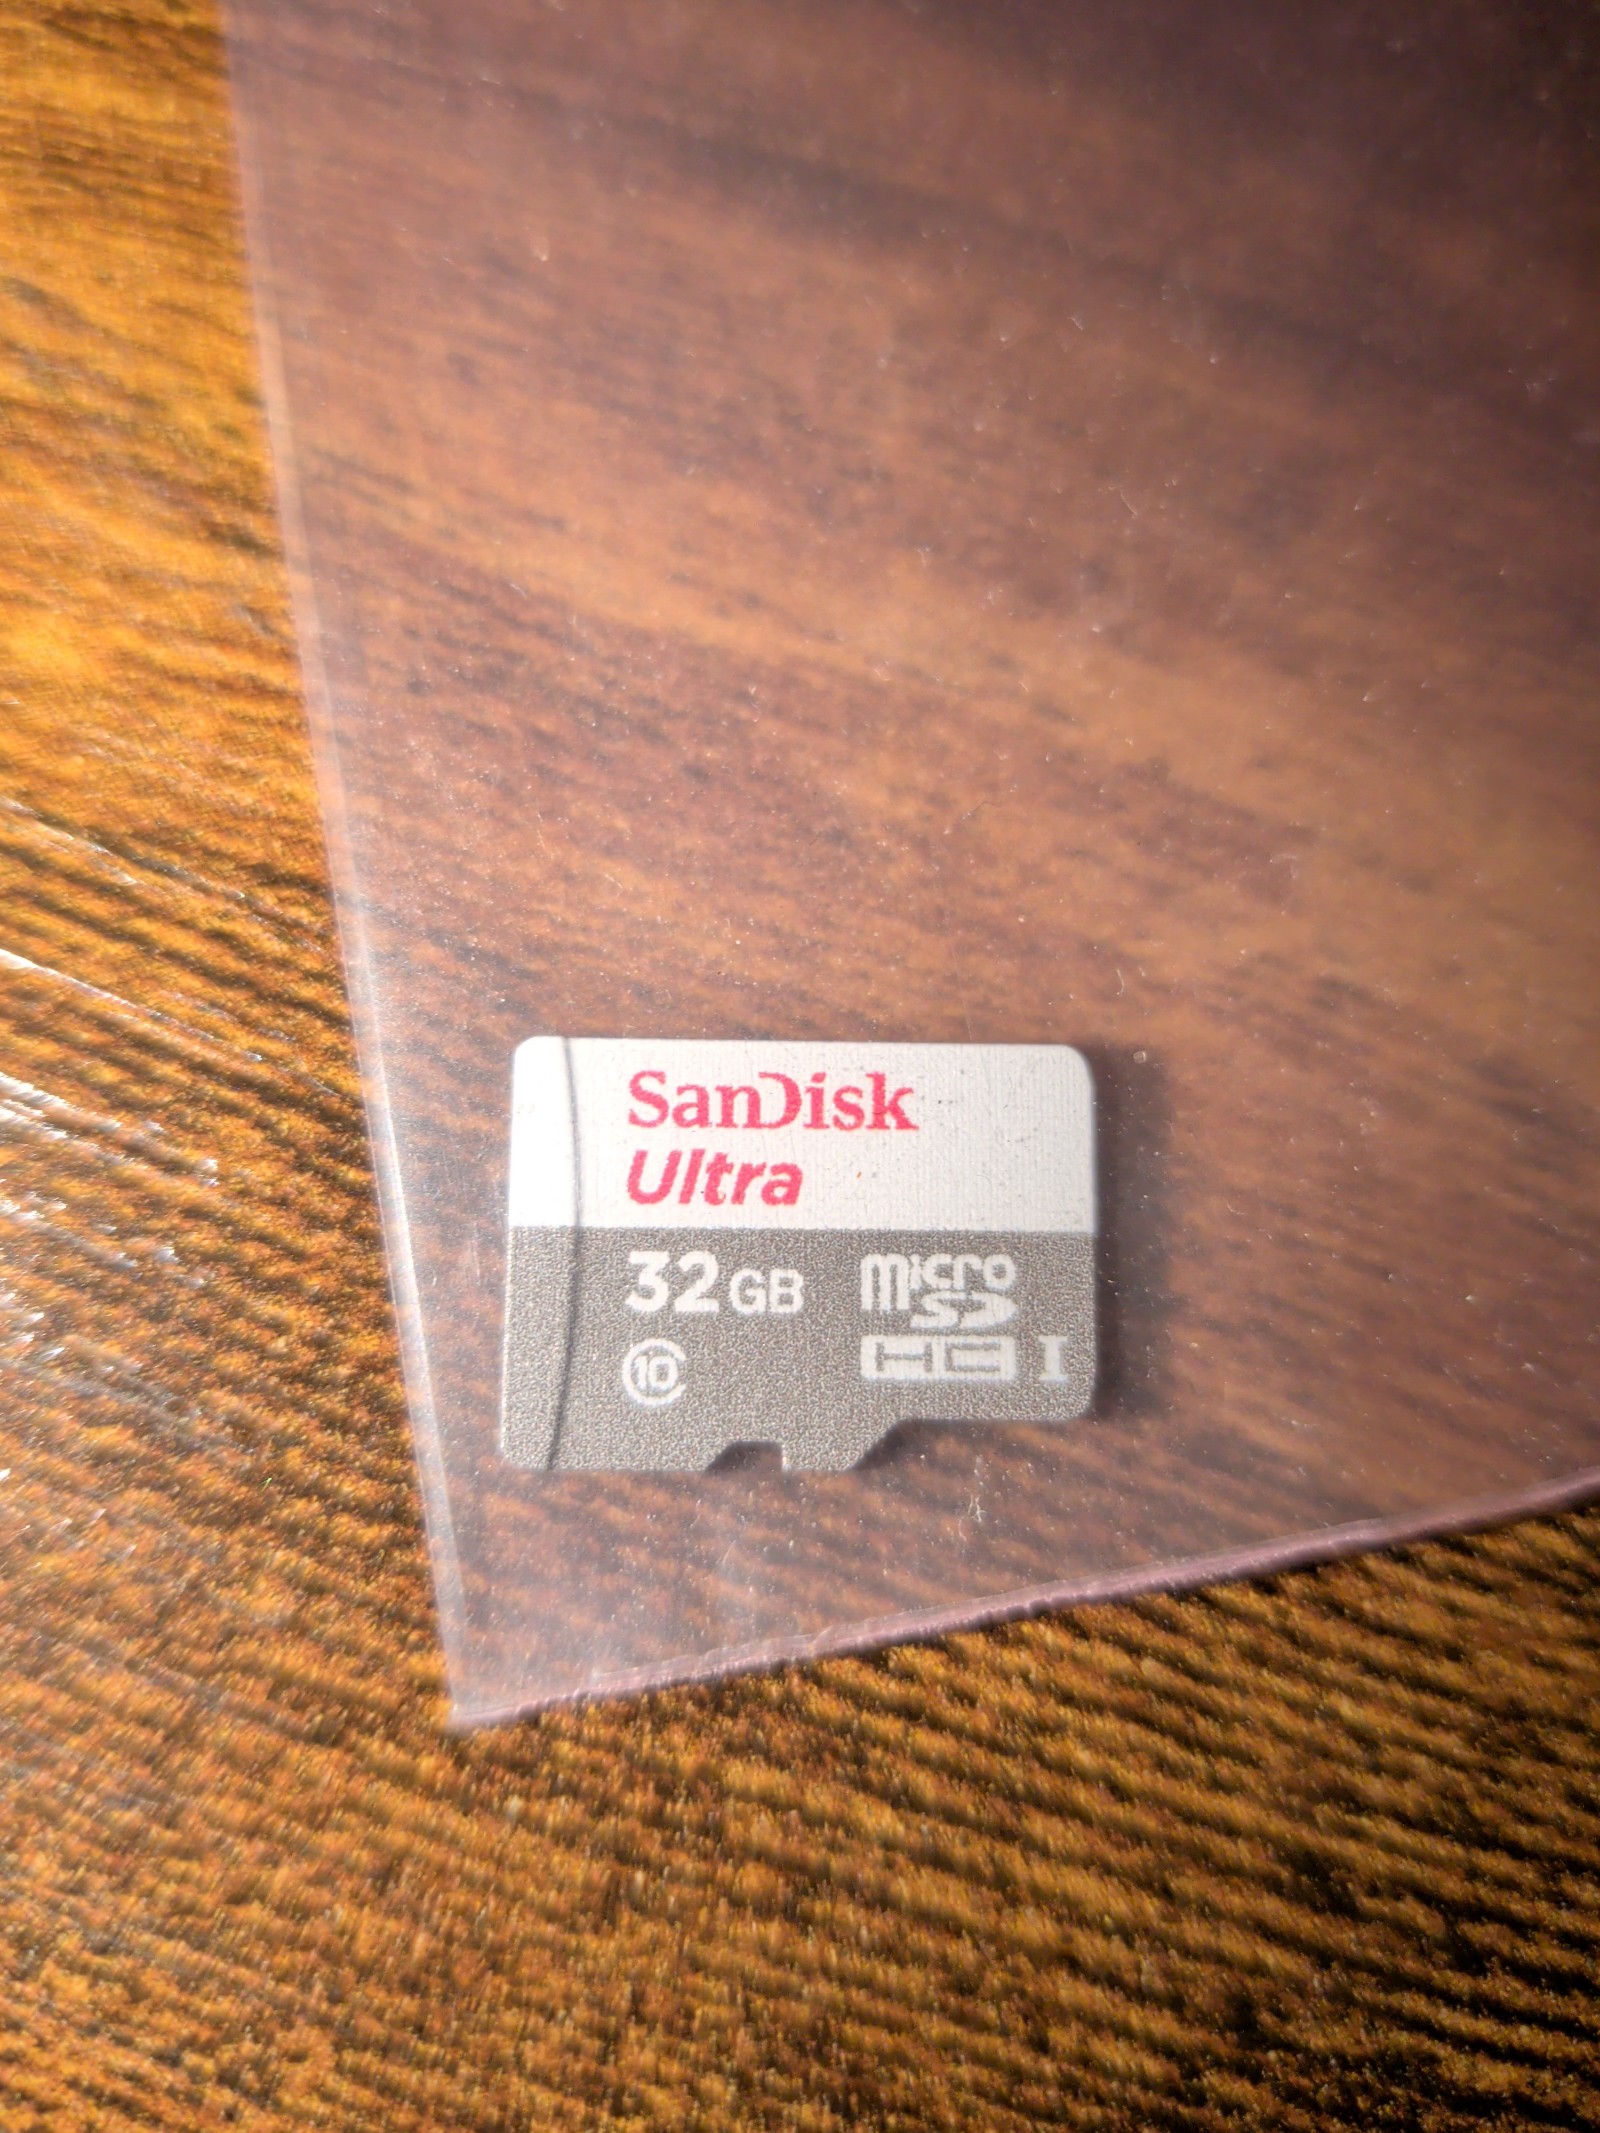 SanDisk
Ultra
32GB
micro
SD
HC I
10